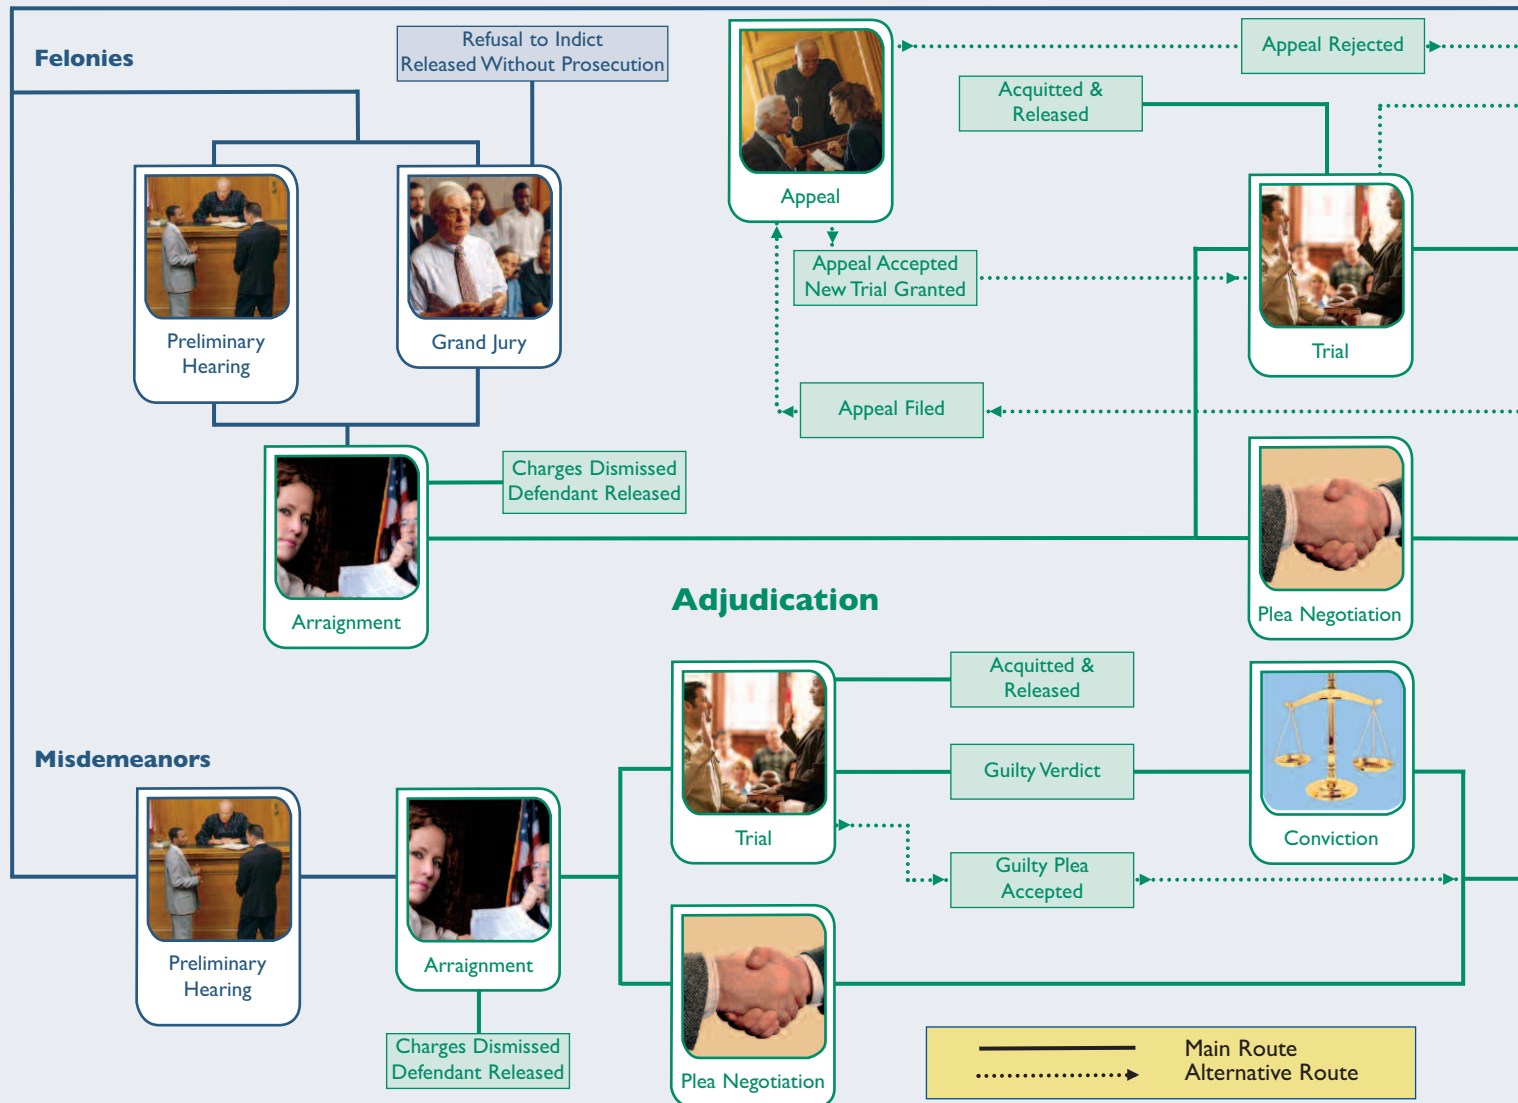 Felonies
Refusal to Indict
Released Without Prosecution
Appeal Rejected
Acquitted &
Released
Appeal
Appeal Accepted
New Trial Granted
Preliminary
Hearing
Grand Jury
Trial
Appeal Filed
Charges Dismissed
Defendant Released
Arraignment
Plea Negotiation
Adjudication
Misdemeanors
Acquitted &
Released
Guilty Verdict
Trial
Conviction
Guilty Plea
Accepted
Preliminary
Hearing
Arraignment
Charges Dismissed
Defendant Released
Plea Negotiation
Main Route
Alternative Route